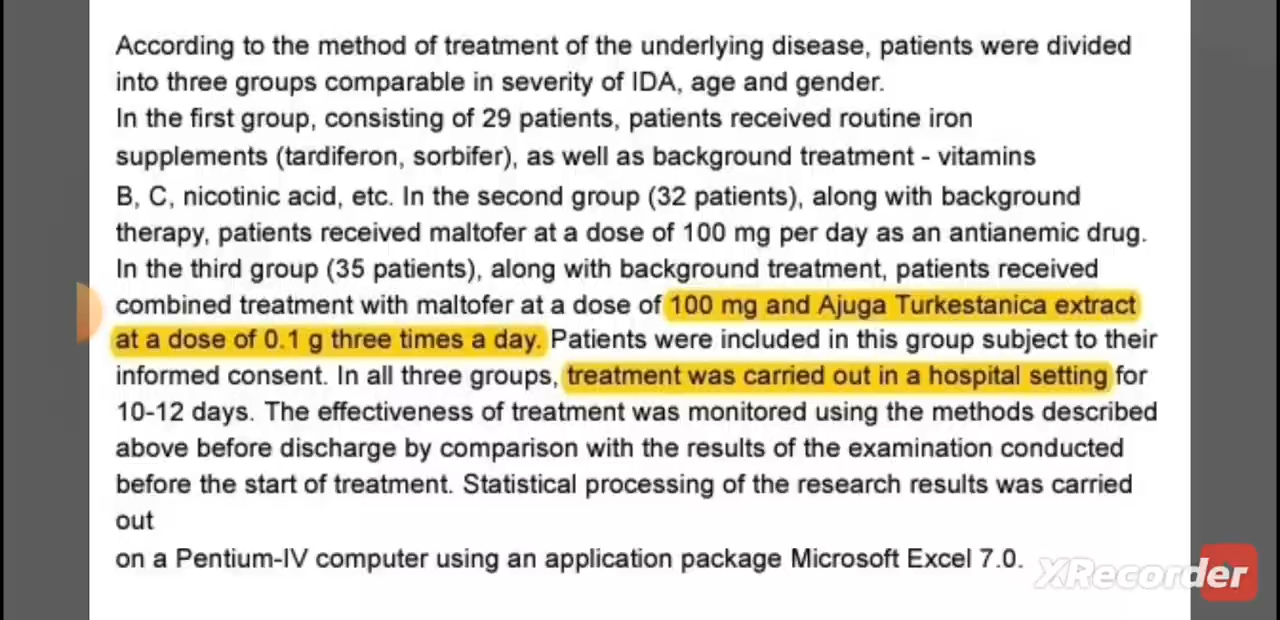 According to the method of treatment of the underlying disease, patients were divided
into three groups comparable in severity of IDA, age and gender.
In the first group, consisting of 29 patients, patients received routine iron
supplements (tardiferon, sorbifer), as well as background treatment - vitamins
B, C, nicotinic acid, etc. In the second group (32 patients), along with background
therapy, patients received maltofer at a dose of 100 mg per day as an antianemic drug.
In the third group (35 patients), along with background treatment, patients received
combined treatment with maltofer at a dose of 100 mg and Ajuga Turkestanica extract
at a dose of 0.1 g three times a day. Patients were included in this group subject to their
informed consent. In all three groups, treatment was carried out in a hospital setting for
10-12 days. The effectiveness of treatment was monitored using the methods described
above before discharge by comparison with the results of the examination conducted
before the start of treatment. Statistical processing of the research results was carried
out
on a Pentium-IV computer using an application package Microsoft Excel 7.0.
XRecorder